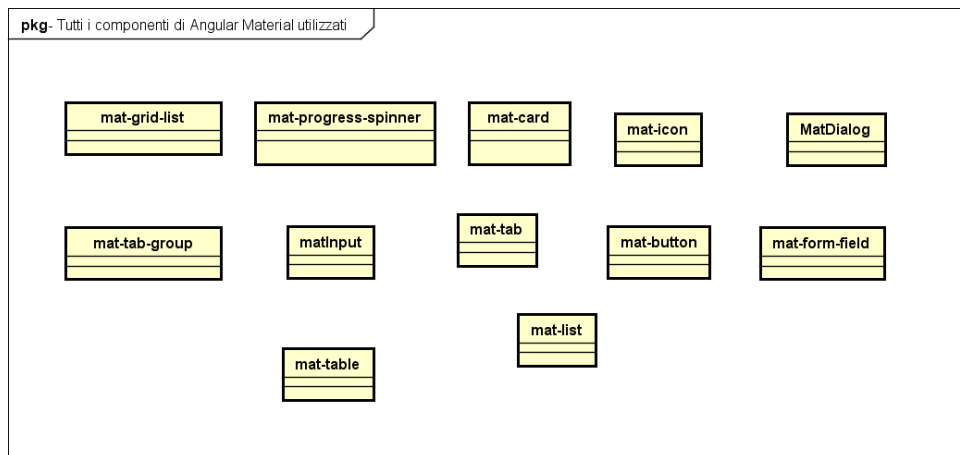 pkg- Tutti i componenti di Angular Material utilizzati
mat-grid-list
mat-progress-spinner
mat-card
mat-icon
MatDialog
mat-tab-group
matInput
mat-tab
mat-button
mat-form-field
mat-list
mat-table